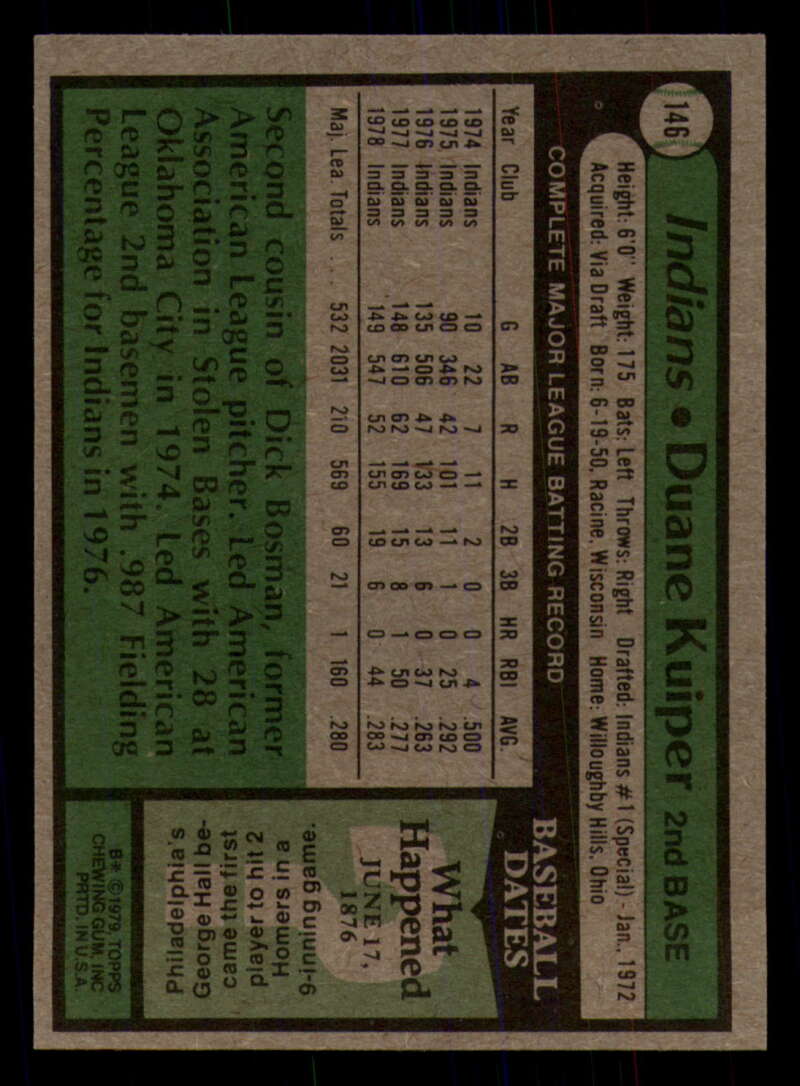 146
Indians • Duane Kuiper 2nd BASE
Height: 6'0" Weight: 175 Bats: Left Throws: Right Drafted: Indians #1 (Special) - Jan., 1972
Acquired: Via Draft Born: 6-19-50, Racine, Wisconsin Home: Willoughby Hills, Ohio
COMPLETE MAJOR LEAGUE BATTING RECORD
Year Club G AB R H 2B 3B HR RBI AVG.
1974 Indians 10 22 7 11 2 0 0 4 .500
1975 Indians 90 346 42 101 11 1 0 25 .292
1976 Indians 135 506 47 133 13 6 0 37 .263
1977 Indians 148 610 62 169 15 8 1 50 .277
1978 Indians 149 547 52 155 19 6 0 44 .283
Maj. Lea. Totals . . . 532 2031 210 569 60 21 1 160 .280
Second cousin of Dick Bosman, former
American League pitcher. Led American
Association in Stolen Bases with 28 at
Oklahoma City in 1974. Led American
League 2nd basemen with .987 Fielding
Percentage for Indians in 1976.
BASEBALL
DATES
What
Happened
JUNE 17,
1876
Philadelphia's
George Hall be-
came the first
player to hit 2
Homers in a
9-inning game.
B* © 1979, TOPPS
CHEWING GUM, INC
PRTD. IN U.S.A.